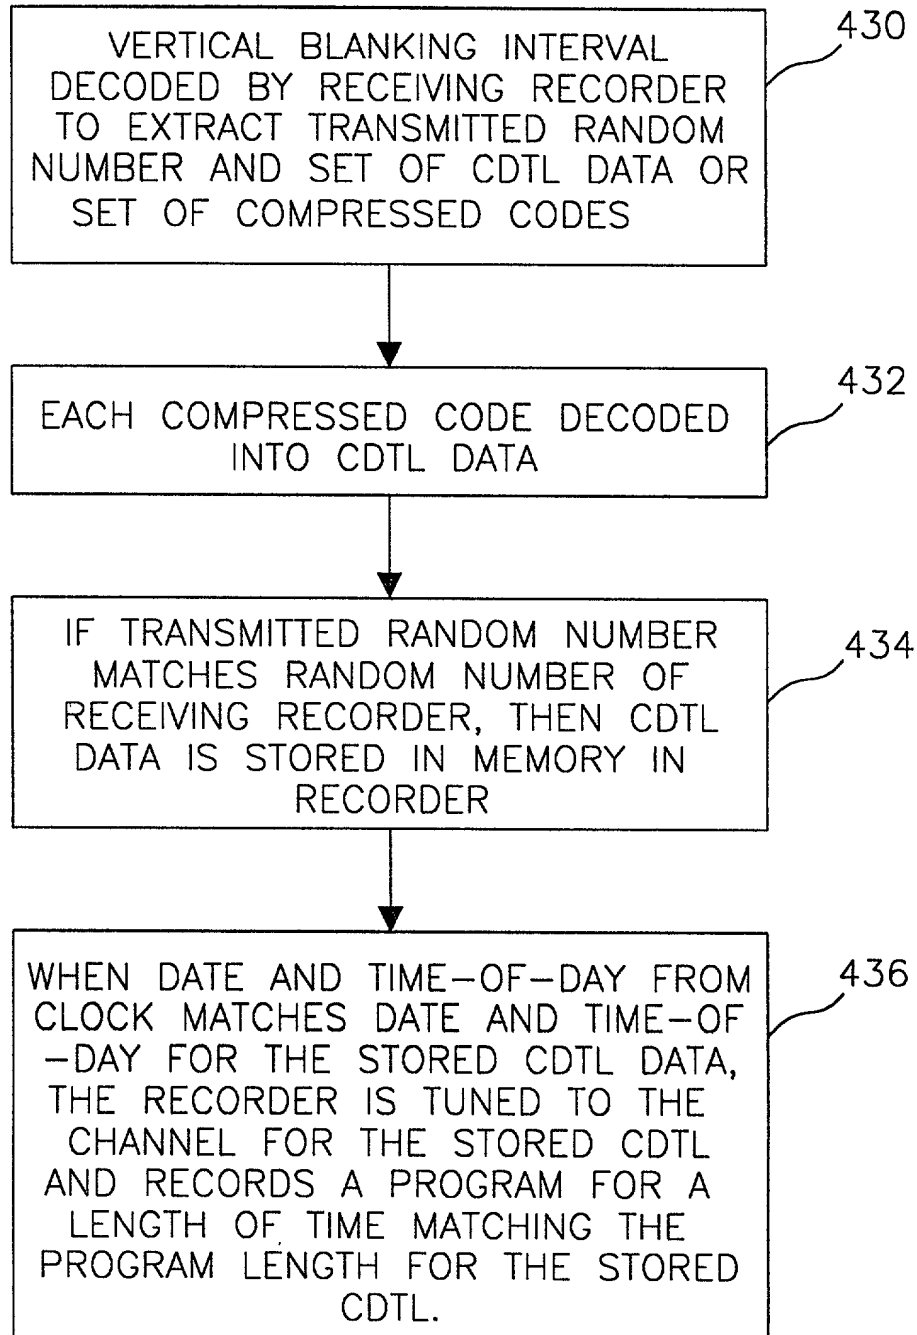 VERTICAL BLANKING INTERVAL
DECODED BY RECEIVING RECORDER
TO EXTRACT TRANSMITTED RANDOM
NUMBER AND SET OF CDTL DATA OR
SET OF COMPRESSED CODES
430
EACH COMPRESSED CODE DECODED
INTO CDTL DATA
432
IF TRANSMITTED RANDOM NUMBER
MATCHES RANDOM NUMBER OF
RECEIVING RECORDER, THEN CDTL
DATA IS STORED IN MEMORY IN
RECORDER
434
WHEN DATE AND TIME-OF-DAY FROM
CLOCK MATCHES DATE AND TIME-OF
-DAY FOR THE STORED CDTL DATA,
THE RECORDER IS TUNED TO THE
CHANNEL FOR THE STORED CDTL
AND RECORDS A PROGRAM FOR A
LENGTH OF TIME MATCHING THE
PROGRAM LENGTH FOR THE STORED
CDTL.
436